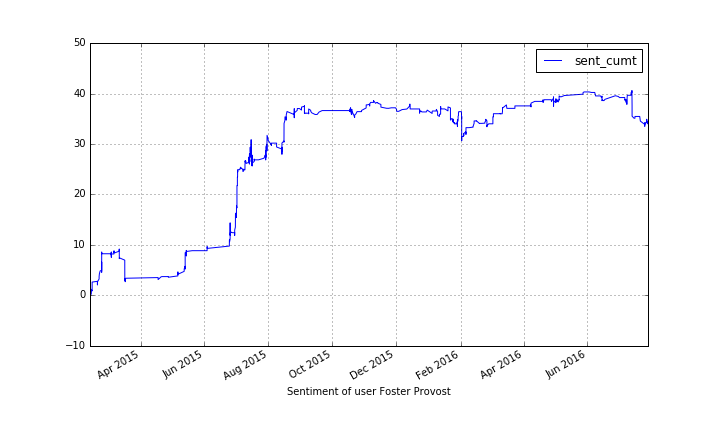 50
40
30
20
10
0
−10
sent_cumt
Apr 2015
Jun 2015
Aug 2015
Oct 2015
Dec 2015
Feb 2016
Apr 2016
Jun 2016
Sentiment of user Foster Provost